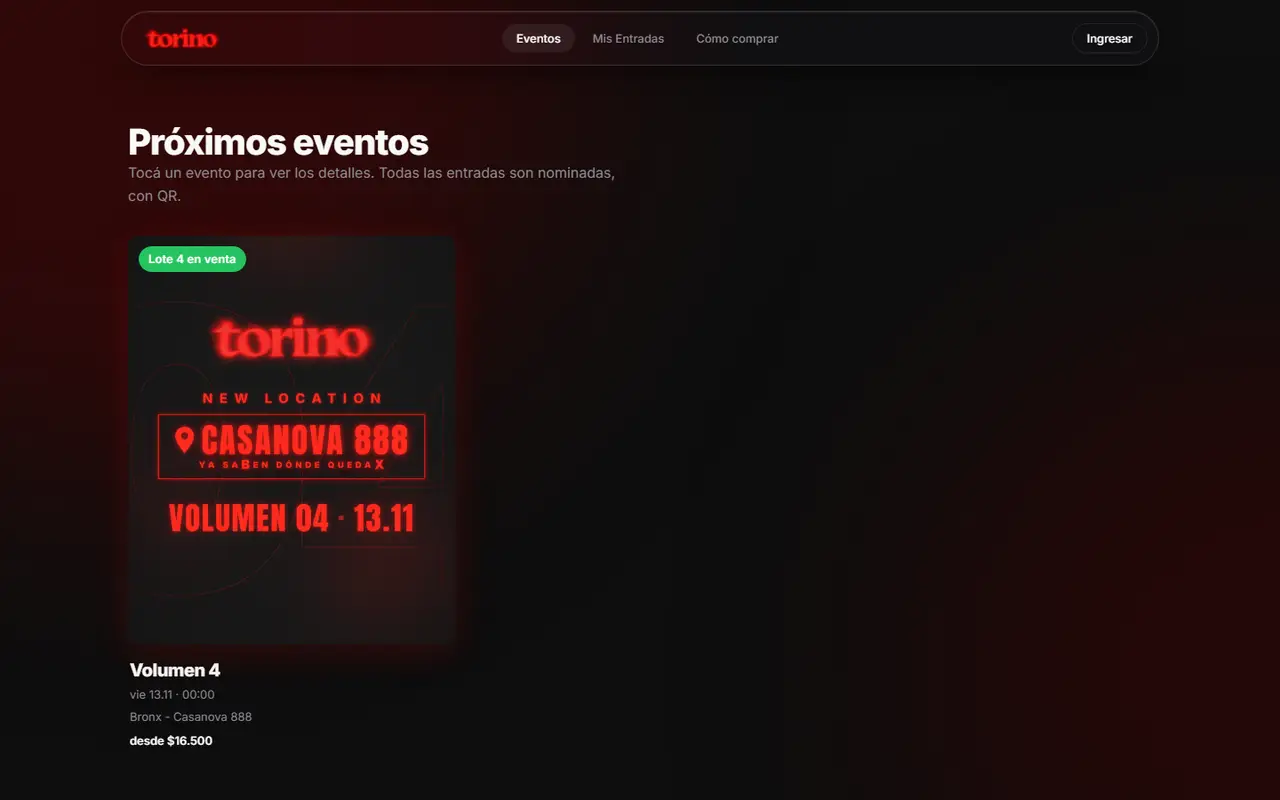 torino
Eventos
Mis Entradas
Cómo comprar
Ingresar
Próximos eventos
Tocá un evento para ver los detalles. Todas las entradas son nominadas,
con QR.
Lote 4 en venta
torino
NEW LOCATION
CASANOVA 888
YA SABEN DÓNDE QUEDAX
VOLUMEN 04 · 13.11
Volumen 4
vie 13.11 · 00:00
Bronx - Casanova 888
desde $16.500